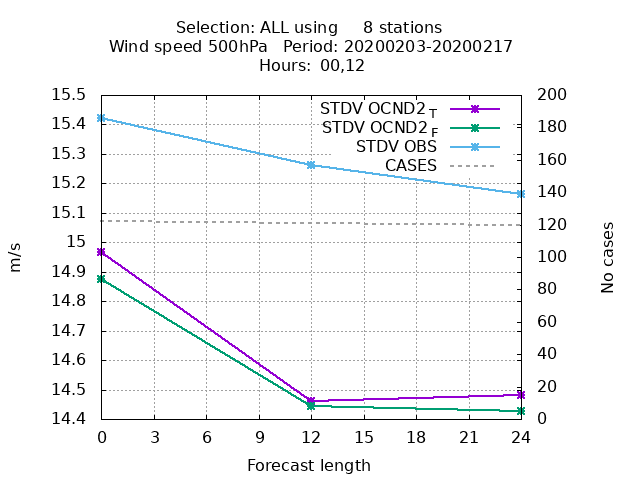 Selection: ALL using 8 stations
Wind speed 500hPa Period: 20200203-20200217
Hours: 00,12
STDV OCND2 T
STDV OCND2 F
STDV OBS
CASES
15.5
15.4
15.3
15.2
15.1
15
14.9
14.8
14.7
14.6
14.5
14.4
200
180
160
140
120
100
80
60
40
20
0
m/s
No cases
0 3 6 9 12 15 18 21 24
Forecast length